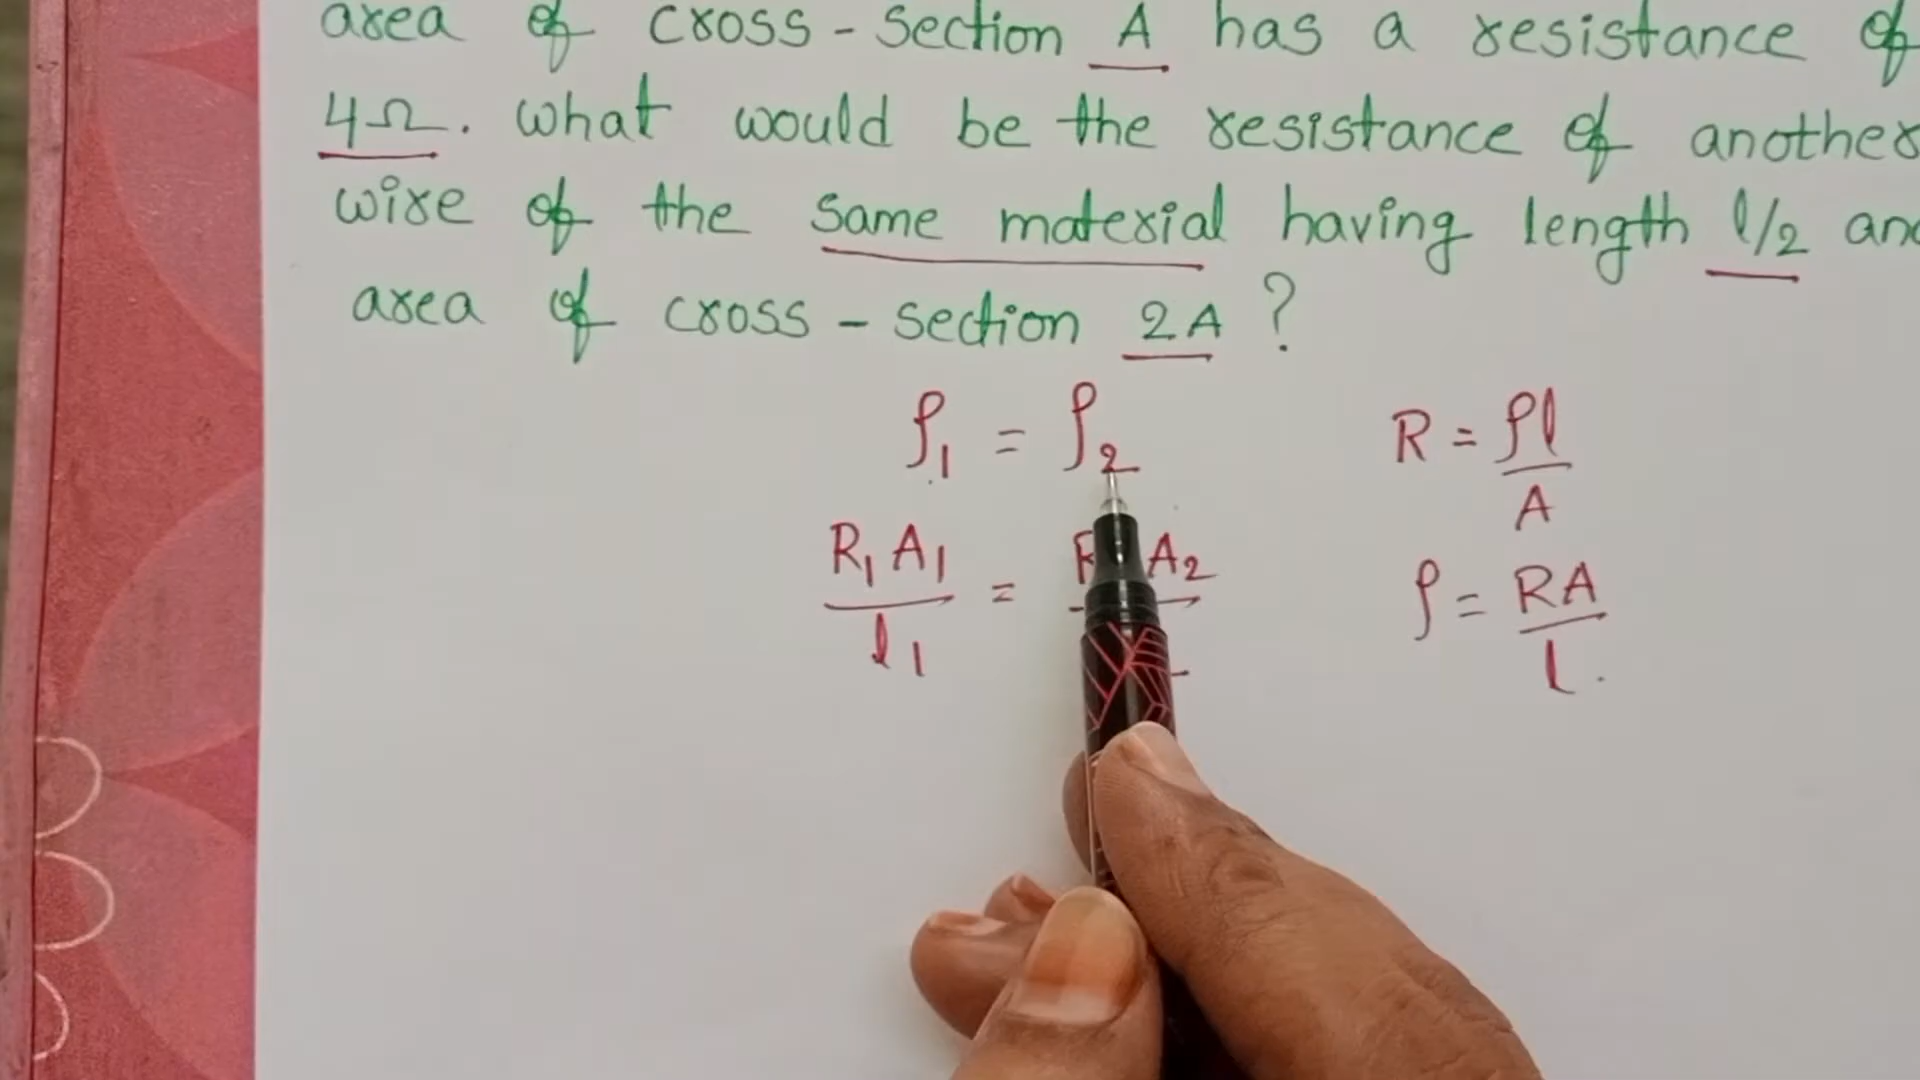 area of cross-section A has a resistance of
4Ω. what would be the resistance of another
wire of the same material having length l/2 and
area of cross-section 2A ?
ρ₁ = ρ₂
R = ρl/A
R₁A₁/l₁ = R A₂
ρ = RA/l.